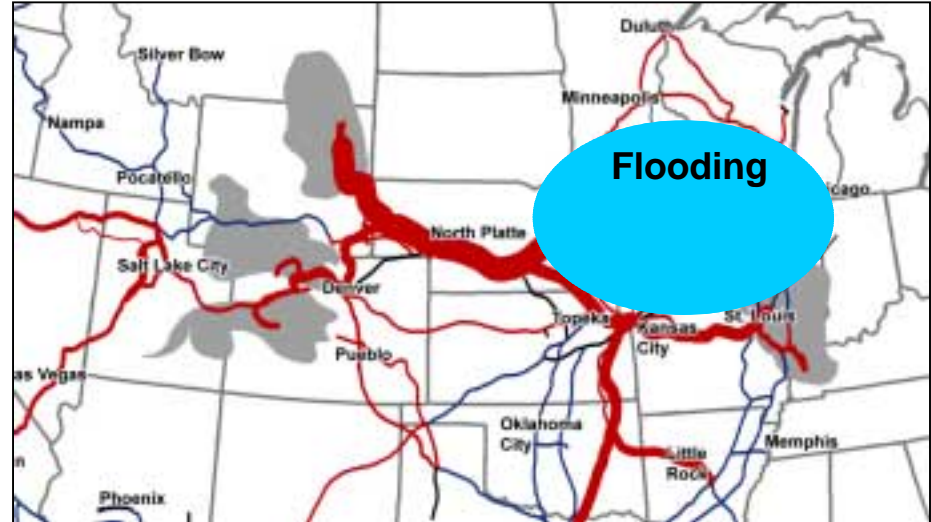 Duluth
Silver Bow
Minneapolis
Nampa
Flooding
Pocatello
icago
North Platte
Salt Lake City
Denver
Topeka
St. Louis
Kansas
City
Pueblo
as Vegas
Oklahoma
City
Memphis
Little
Rock
n
Phoenix